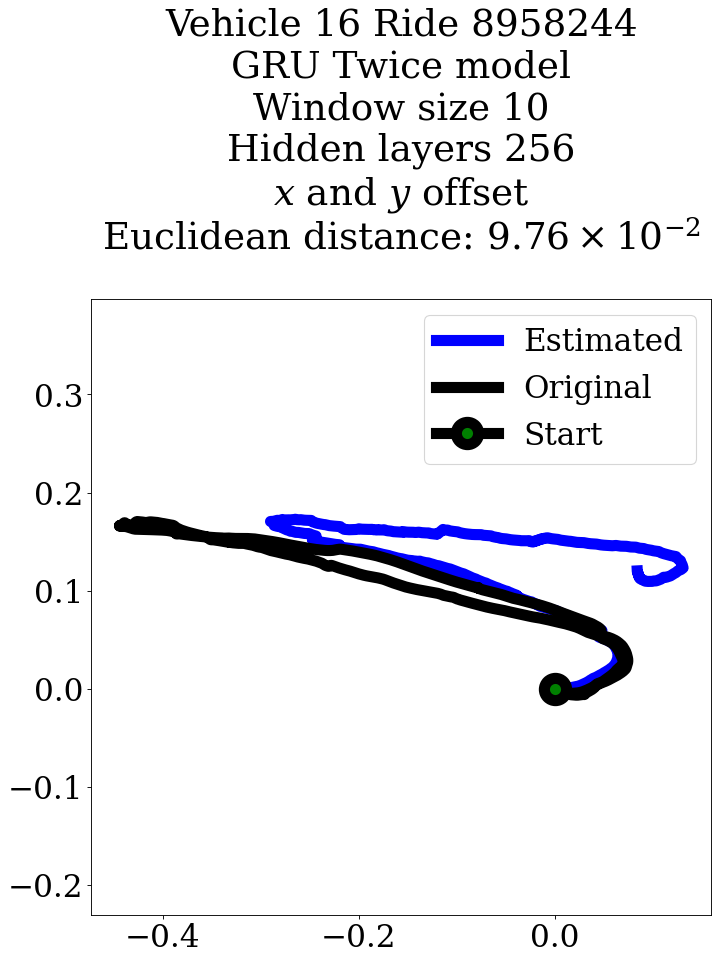 Vehicle 16 Ride 8958244
GRU Twice model
Window size 10
Hidden layers 256
x and y offset
Euclidean distance: 9.76 × 10⁻²
Estimated
Original
Start
0.3
0.2
0.1
0.0
−0.1
−0.2
−0.4 −0.2 0.0